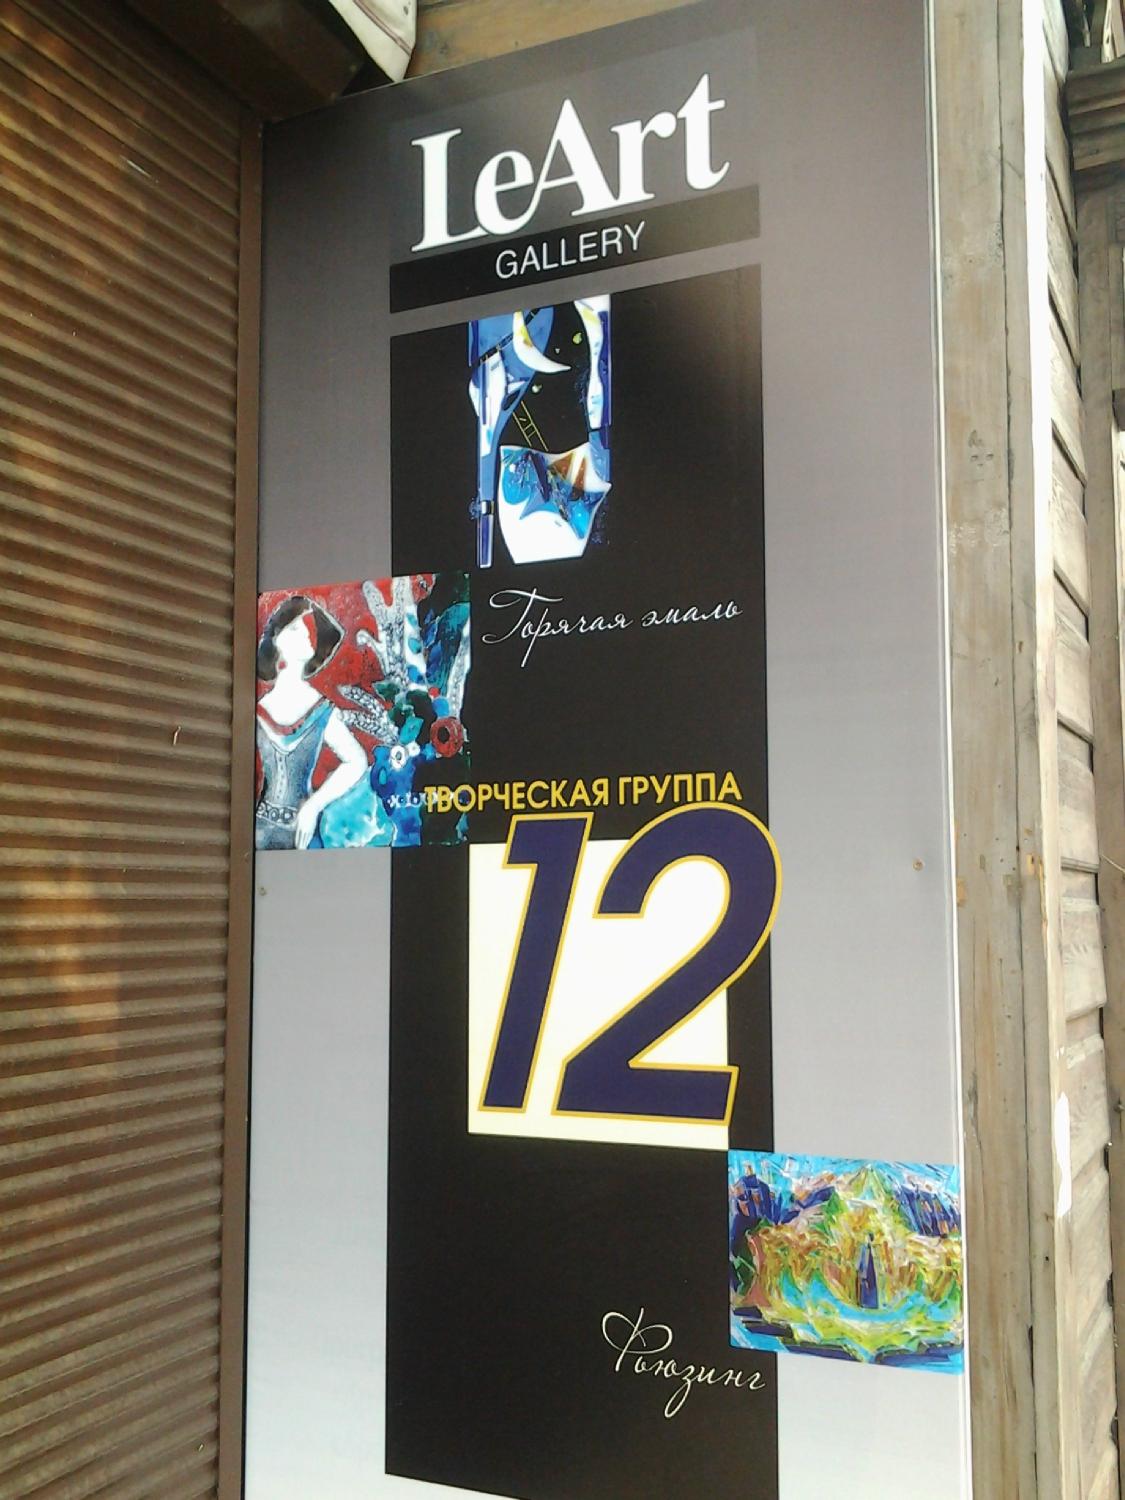 LeArt
GALLERY
Горячая эмаль
ТВОРЧЕСКАЯ ГРУППА
12
Фьюзинг